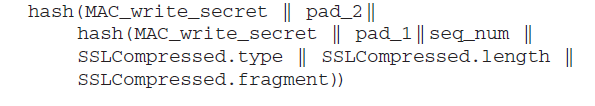 hash(MAC_write_secret ‖ pad_2‖
hash(MAC_write_secret ‖ pad_1‖seq_num ‖
SSLCompressed.type ‖ SSLCompressed.length ‖
SSLCompressed.fragment))